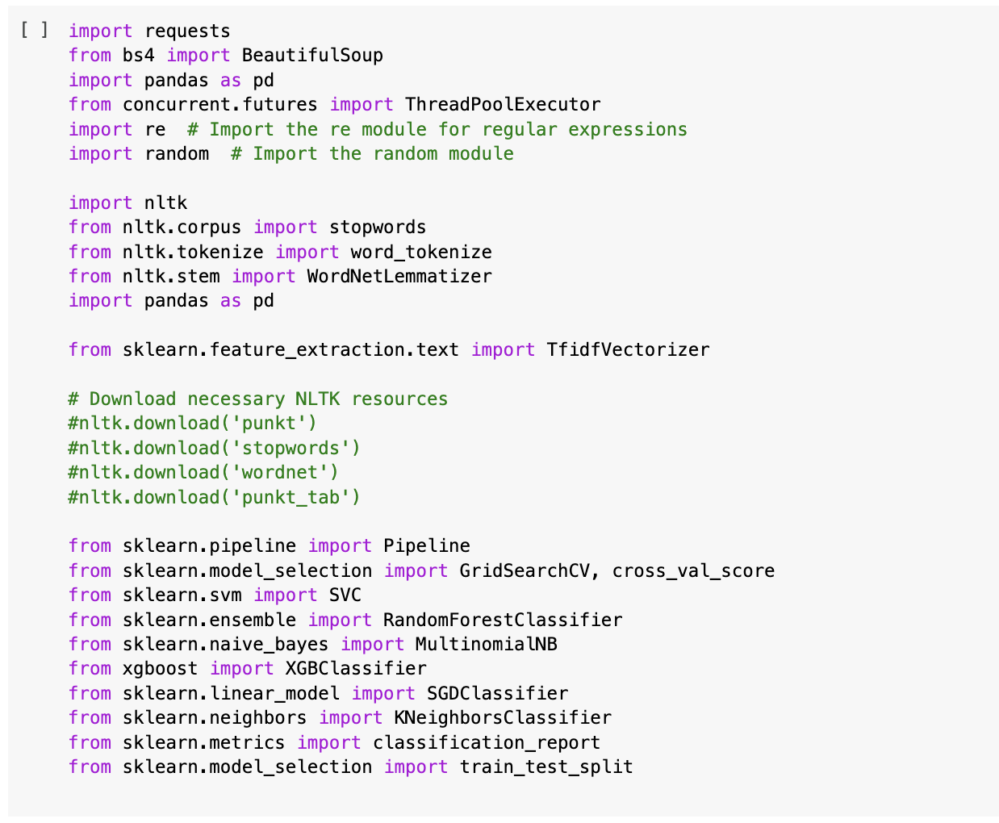 [ ] import requests
from bs4 import BeautifulSoup
import pandas as pd
from concurrent.futures import ThreadPoolExecutor
import re  # Import the re module for regular expressions
import random  # Import the random module

import nltk
from nltk.corpus import stopwords
from nltk.tokenize import word_tokenize
from nltk.stem import WordNetLemmatizer
import pandas as pd

from sklearn.feature_extraction.text import TfidfVectorizer

# Download necessary NLTK resources
#nltk.download('punkt')
#nltk.download('stopwords')
#nltk.download('wordnet')
#nltk.download('punkt_tab')

from sklearn.pipeline import Pipeline
from sklearn.model_selection import GridSearchCV, cross_val_score
from sklearn.svm import SVC
from sklearn.ensemble import RandomForestClassifier
from sklearn.naive_bayes import MultinomialNB
from xgboost import XGBClassifier
from sklearn.linear_model import SGDClassifier
from sklearn.neighbors import KNeighborsClassifier
from sklearn.metrics import classification_report
from sklearn.model_selection import train_test_split